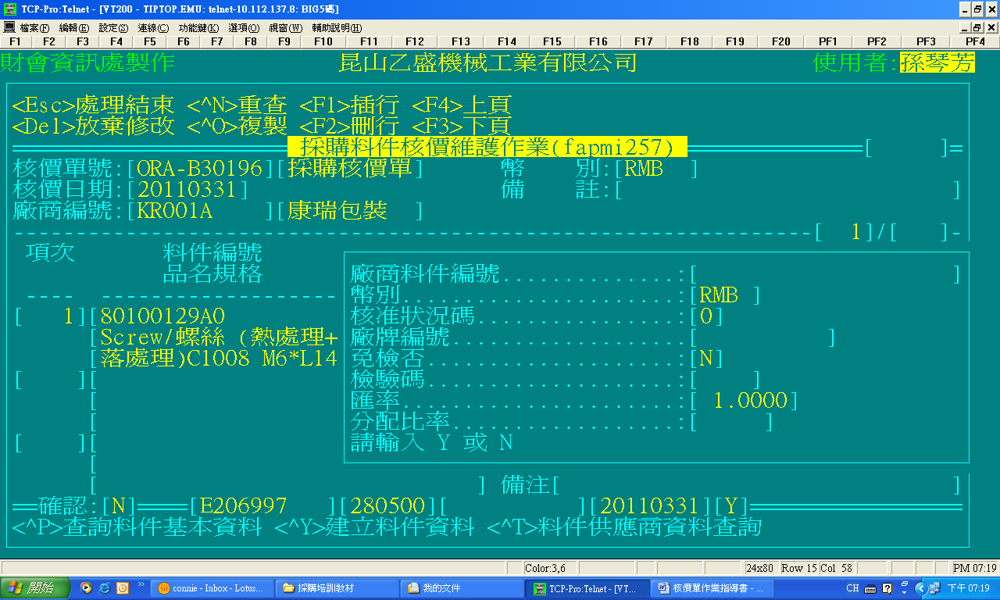 TCP-Pro:Telnet - [VT200 - TIPTOP.EMU: telnet-10.112.137.8: BIG5碼]
檔案(F) 編輯(E) 設定(S) 連線(C) 功能鍵(K) 選項(O) 視窗(W) 輔助說明(H)
F1 F2 F3 F4 F5 F6 F7 F8 F9 F10 F11 F12 F13 F14 F15 F16 F17 F18 F19 F20 PF1 PF2 PF3 PF4
財會資訊處製作 昆山乙盛機械工業有限公司 使用者:孫琴芳
<Esc>處理結束 <^N>重查 <F1>插行 <F4>上頁
<Del>放棄修改 <^O>複製 <F2>刪行 <F3>下頁
採購料件核價維護作業(fapmi257) [ ]
核價單號:[ORA-B30196][採購核價單] 幣 別:[RMB ]
核價日期:[20110331] 備 註:[ ]
廠商編號:[KR001A ][康瑞包裝 ]
[ 1]/[ ]-
項次 料件編號
品名規格
廠商料件編號..............:[ ]
---- -------------------
幣別......................:[RMB ]
[ 1][80100129A0
核准狀況碼................:[0]
[Screw/螺絲 (熱處理+
廠牌編號..................:[ ]
[落處理)C1008 M6*L14
免檢否....................:[N]
[ ][
檢驗碼....................:[ ]
[
匯率......................:[ 1.0000]
[
分配比率..................:[ ]
[ ][
請輸入 Y 或 N
[
[ ] 備注[ ]
確認:[N] [E206997 ][280500][ ][20110331][Y]
<^P>查詢料件基本資料 <^Y>建立料件資料 <^T>料件供應商資料查詢
Color:3,6 24x80 Row 15 Col 58 PM 07:19
開始 connie - Inbox - Lotus... 採購培訓教材 我的文件 TCP-Pro:Telnet - [VT... 核價單作業指導書 - ... CH 下午 07:19